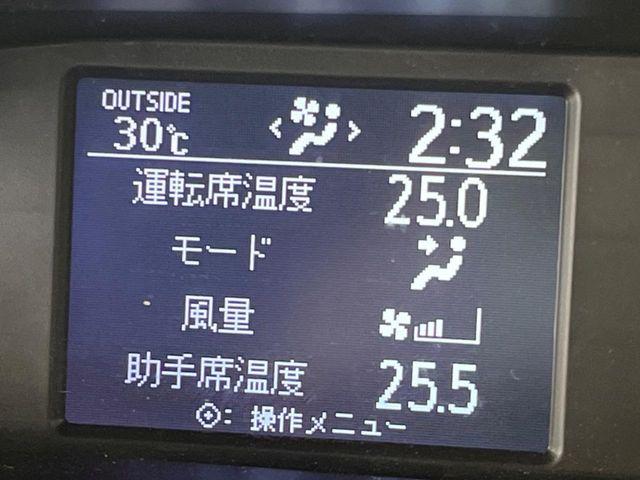 OUTSIDE
30℃ < > 2:32
運転席温度 25.0
モード
風量
助手席温度 25.5
: 操作メニュー